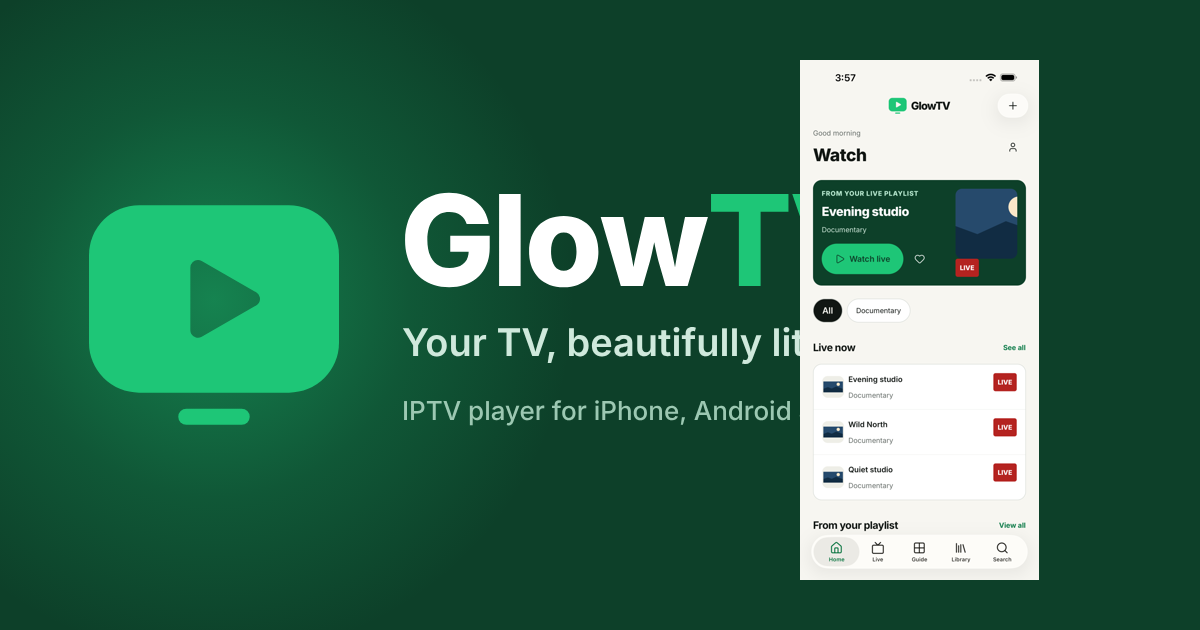 GlowTV
Your TV, beautifully lit
IPTV player for iPhone, Android
3:57
GlowTV
Good morning
Watch
FROM YOUR LIVE PLAYLIST
Evening studio
Documentary
Watch live
LIVE
All
Documentary
Live now
See all
Evening studio
Documentary
LIVE
Wild North
Documentary
LIVE
Quiet studio
Documentary
LIVE
From your playlist
View all
Home
Live
Guide
Library
Search